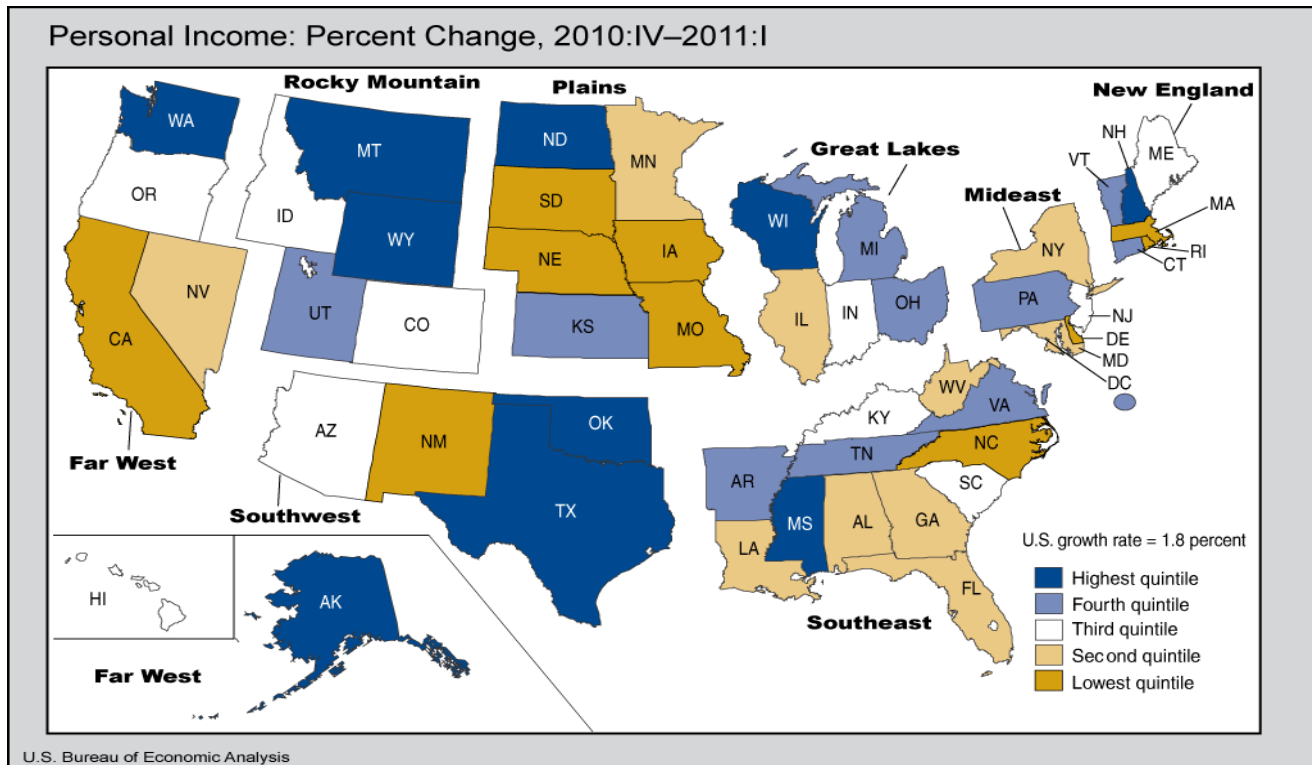 Personal Income: Percent Change, 2010:IV–2011:I
Rocky Mountain
Plains
New England
WA
MT
ND
MN
NH
ME
VT
Great Lakes
OR
ID
SD
WI
MI
Mideast
MA
NY
RI
CT
WY
NE
IA
NV
UT
CO
KS
MO
IL
IN
OH
PA
NJ
CA
DE
MD
DC
WV
VA
AZ
NM
OK
KY
Far West
TN
NC
AR
SC
Southwest
TX
MS
AL
GA
LA
U.S. growth rate = 1.8 percent
Highest quintile
FL
Fourth quintile
HI
AK
Southeast
Third quintile
Second quintile
Far West
Lowest quintile
U.S. Bureau of Economic Analysis